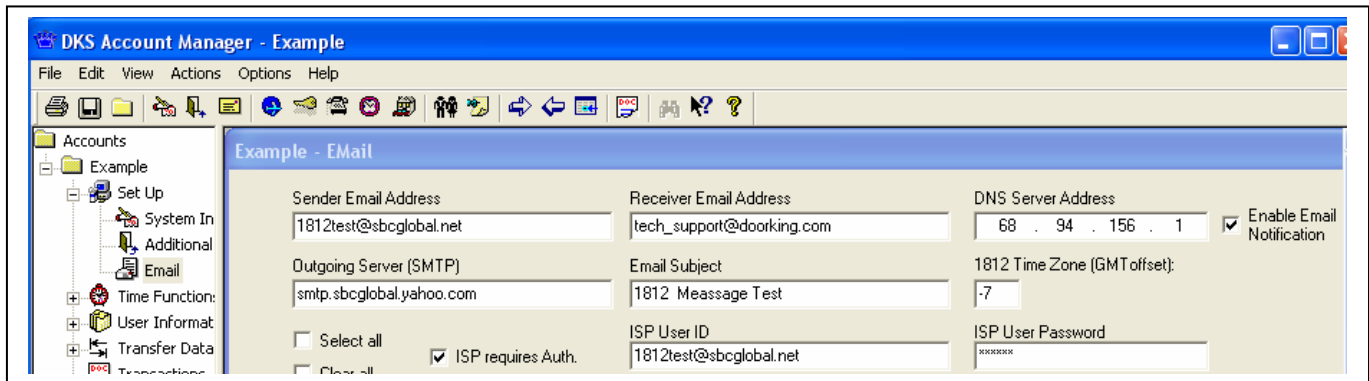 DKS Account Manager - Example
File Edit View Actions Options Help
Accounts
Example
Set Up
System In
Additional
Email
Time Function
User Informat
Transfer Data
Transactions
Example - EMail
Sender Email Address
1812test@sbcglobal.net
Receiver Email Address
tech_support@doorking.com
DNS Server Address
68 . 94 . 156 . 1
Enable Email
Notification
Outgoing Server (SMTP)
smtp.sbcglobal.yahoo.com
Email Subject
1812 Meassage Test
1812 Time Zone (GMT offset):
-7
Select all
ISP requires Auth.
ISP User ID
1812test@sbcglobal.net
ISP User Password
××××××
Clear all